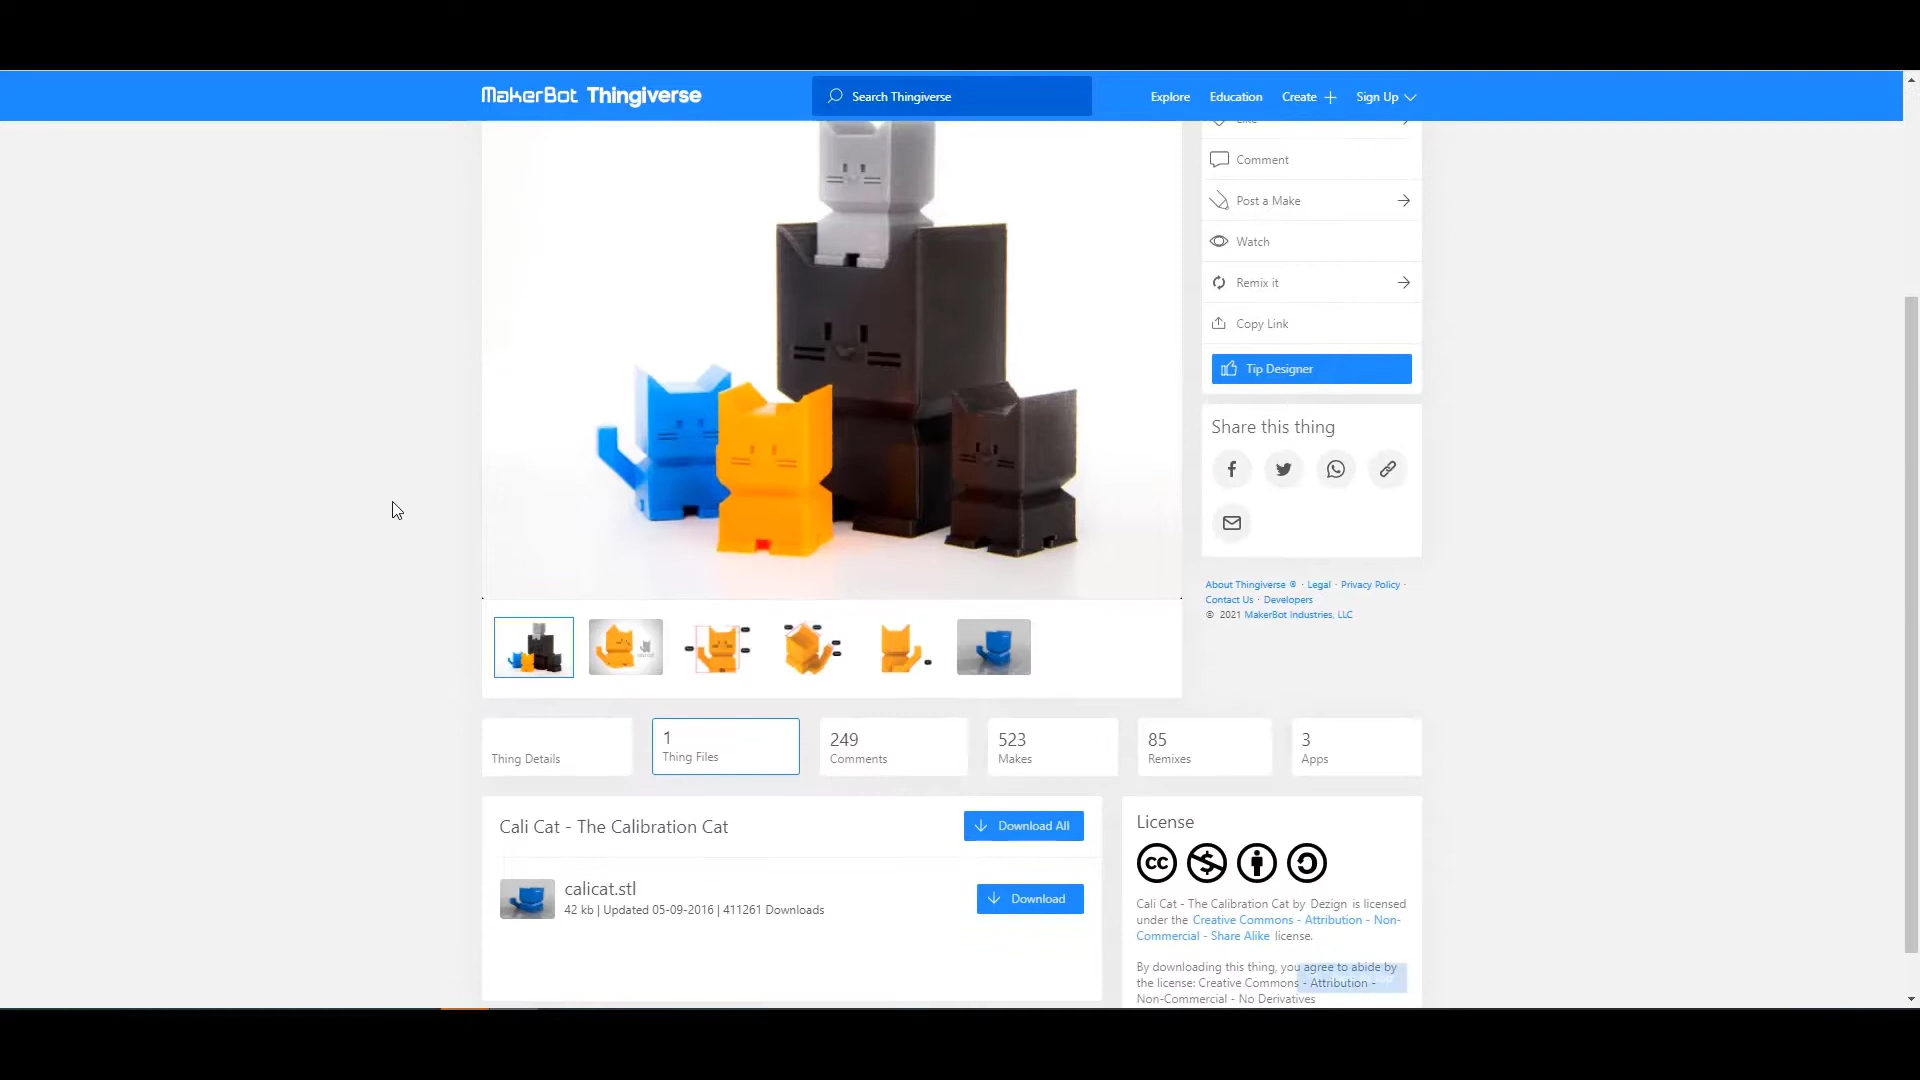 MakerBot Thingiverse
Search Thingiverse
Explore
Education
Create
Sign Up
Like
Comment
Post a Make
Watch
Remix it
Copy Link
Tip Designer
Share this thing
About Thingiverse ® · Legal · Privacy Policy ·
Contact Us · Developers
© 2021 MakerBot Industries, LLC
Thing Details
1
Thing Files
249
Comments
523
Makes
85
Remixes
3
Apps
Cali Cat - The Calibration Cat
Download All
calicat.stl
42 kb | Updated 05-09-2016 | 411261 Downloads
Download
License
Cali Cat - The Calibration Cat by Dezign is licensed
under the Creative Commons - Attribution - Non-
Commercial - Share Alike license.
By downloading this thing, you agree to abide by
the license: Creative Commons - Attribution -
Non-Commercial - No Derivatives